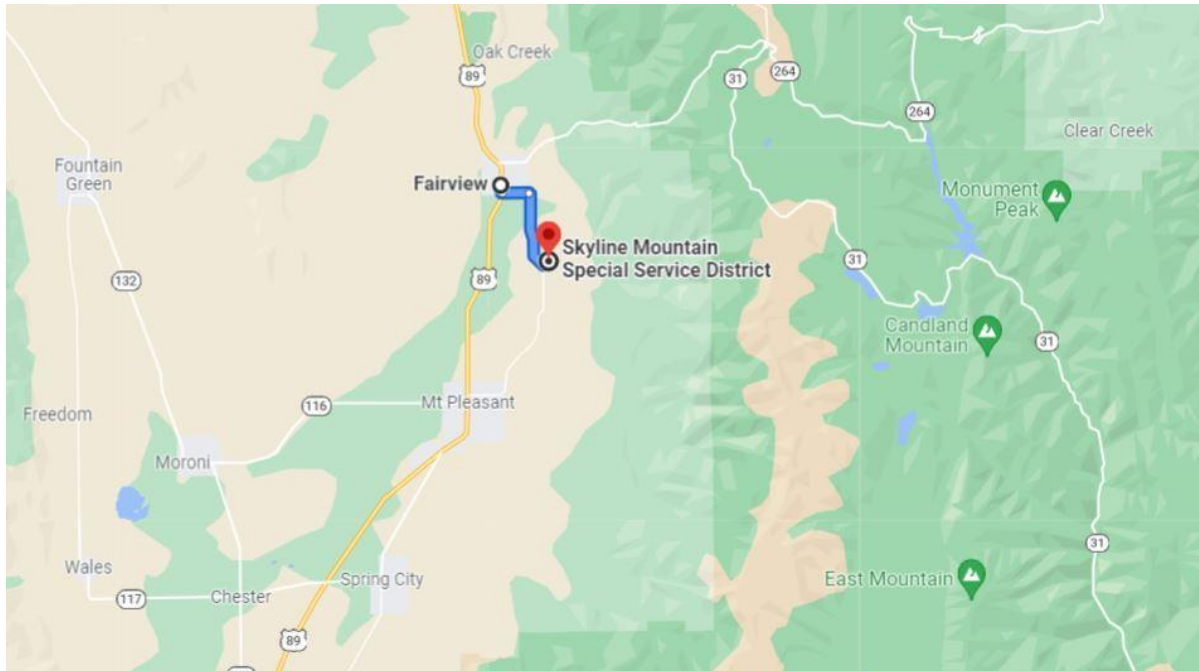 Oak Creek
89
31
264
264
Clear Creek
Fountain
Green
Fairview
Monument
Peak
Skyline Mountain
Special Service District
132
89
31
Candland
Mountain
31
Freedom
116
Mt Pleasant
Moroni
31
Wales
117
Chester
Spring City
East Mountain
89